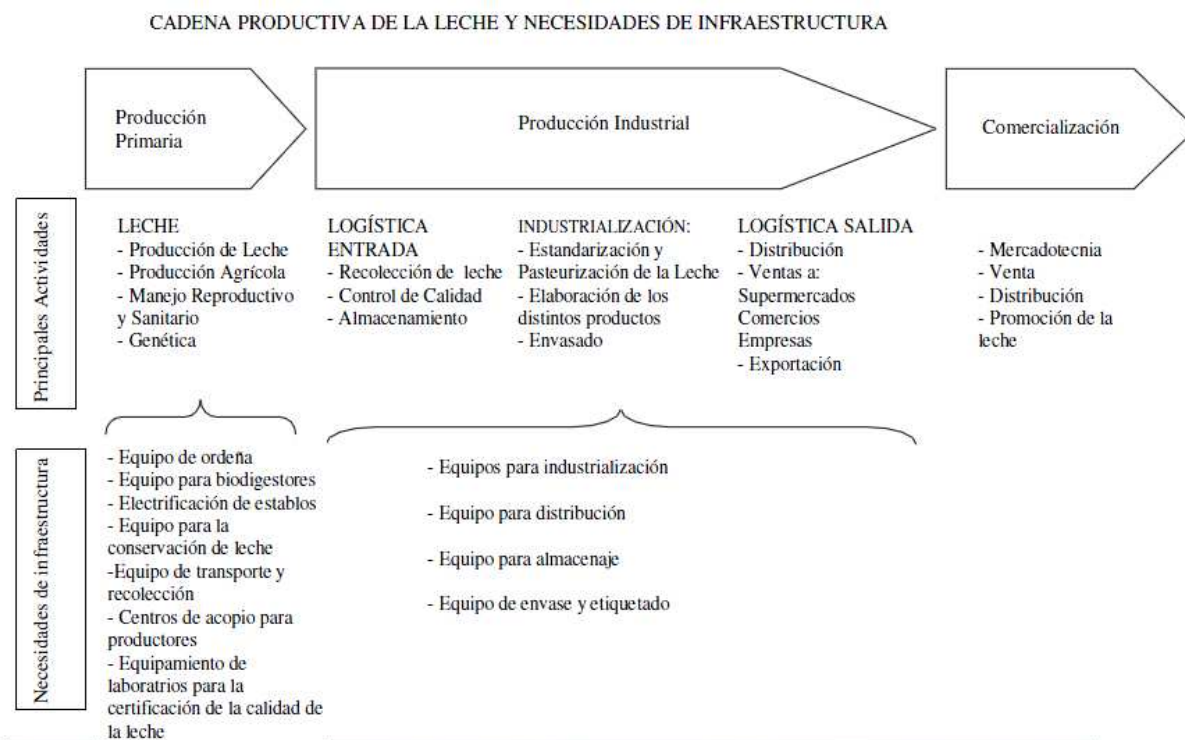 CADENA PRODUCTIVA DE LA LECHE Y NECESIDADES DE INFRAESTRUCTURA
Producción
Primaria
Producción Industrial
Comercialización
Principales Actividades
LECHE
- Producción de Leche
- Producción Agrícola
- Manejo Reproductivo
y Sanitario
- Genética
LOGÍSTICA
ENTRADA
- Recolección de leche
- Control de Calidad
- Almacenamiento
INDUSTRIALIZACIÓN:
- Estandarización y
Pasteurización de la Leche
- Elaboración de los
distintos productos
- Envasado
LOGÍSTICA SALIDA
- Distribución
- Ventas a:
Supermercados
Comercios
Empresas
- Exportación
- Mercadotecnia
- Venta
- Distribución
- Promoción de la
leche
Necesidades de infraestructura
- Equipo de ordeña
- Equipo para biodigestores
- Electrificación de establos
- Equipo para la
conservación de leche
-Equipo de transporte y
recolección
- Centros de acopio para
productores
- Equipamiento de
laboratrios para la
certificación de la calidad de
la leche
- Equipos para industrialización
- Equipo para distribución
- Equipo para almacenaje
- Equipo de envase y etiquetado